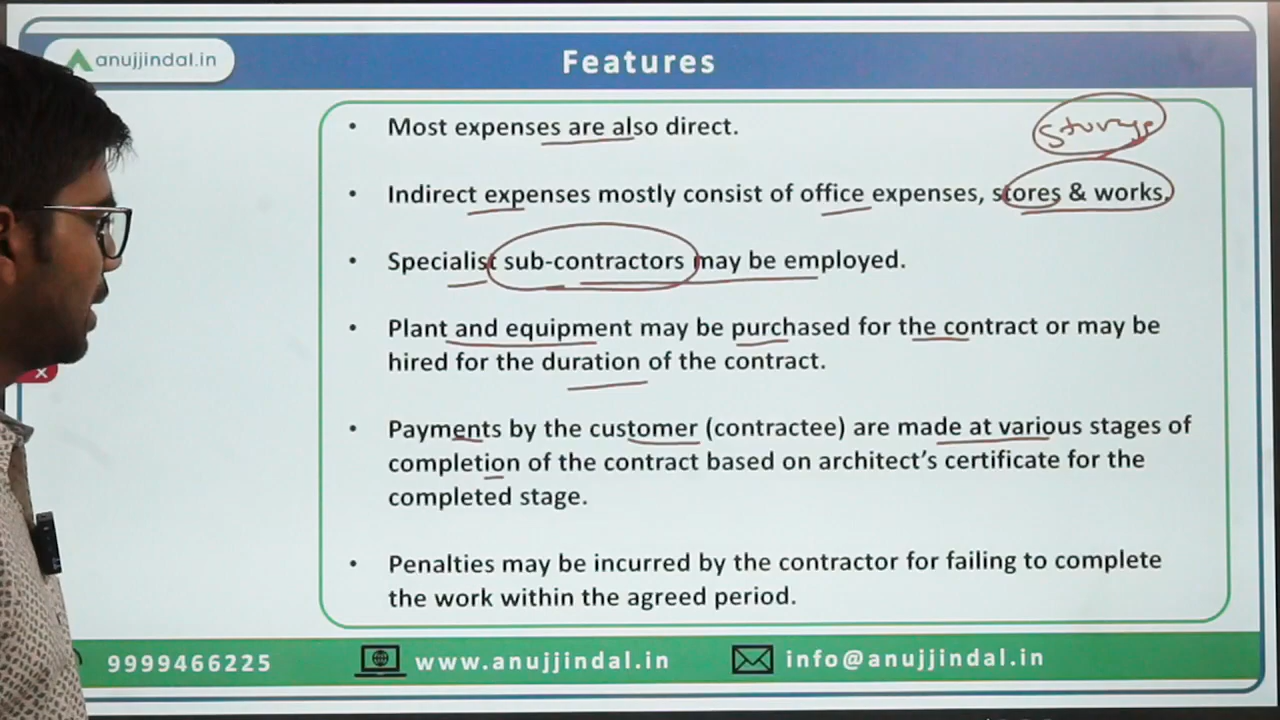 anujjindal.in
Features
• Most expenses are also direct.
storage
• Indirect expenses mostly consist of office expenses, stores & works.
• Specialist sub-contractors may be employed.
• Plant and equipment may be purchased for the contract or may be
hired for the duration of the contract.
• Payments by the customer (contractee) are made at various stages of
completion of the contract based on architect's certificate for the
completed stage.
• Penalties may be incurred by the contractor for failing to complete
the work within the agreed period.
9999466225
www.anujjindal.in
info@anujjindal.in